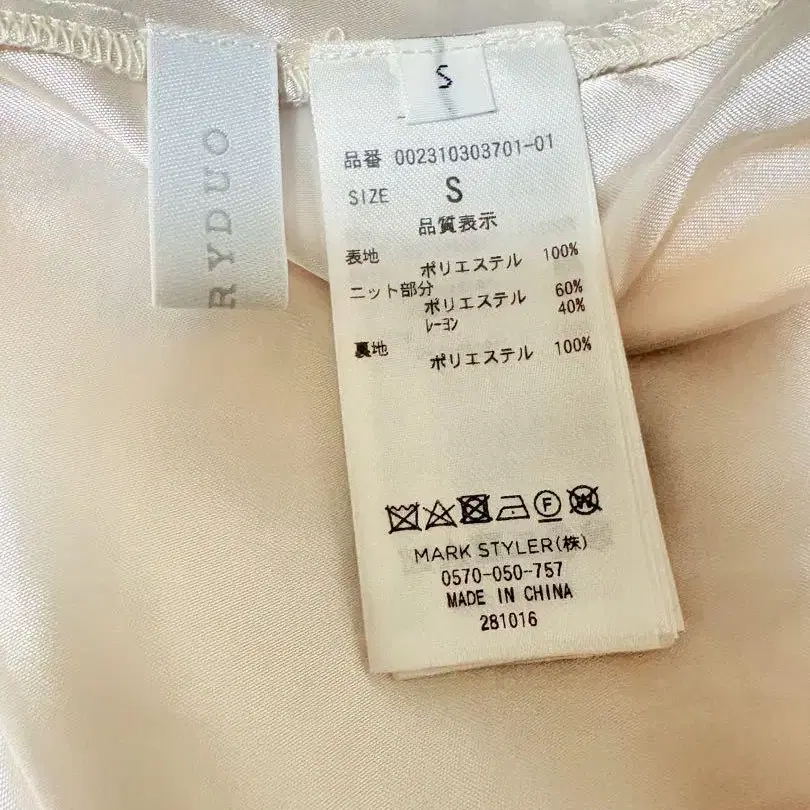 RYDUO
S
品番 002310303701-01
SIZE S
品質表示
表地 ポリエステル 100%
ニット部分 ポリエステル 60%
レーヨン 40%
裏地 ポリエステル 100%
F
W
MARK STYLER(株)
0570-050-757
MADE IN CHINA
281016